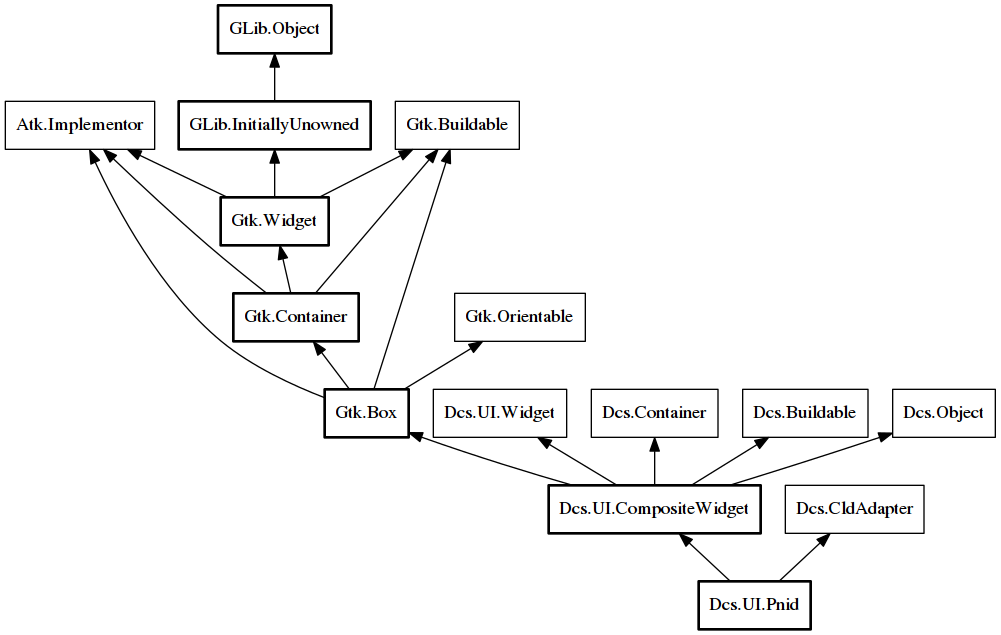 GLib.Object
Atk.Implementor
GLib.InitiallyUnowned
Gtk.Buildable
Gtk.Widget
Gtk.Container
Gtk.Orientable
Gtk.Box
Dcs.UI.Widget
Dcs.Container
Dcs.Buildable
Dcs.Object
Dcs.UI.CompositeWidget
Dcs.CldAdapter
Dcs.UI.Pnid